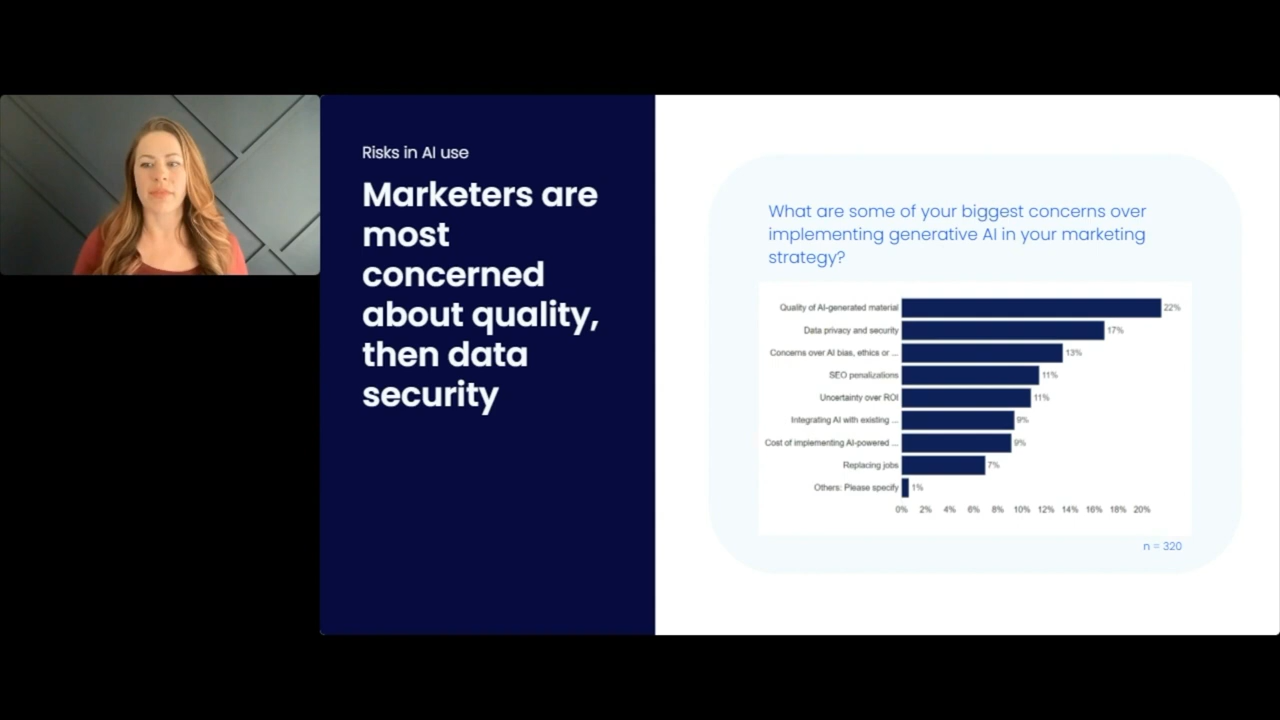 Risks in AI use
Marketers are
most
concerned
about quality,
then data
security
What are some of your biggest concerns over
implementing generative AI in your marketing
strategy?
Quality of AI-generated material 22%
Data privacy and security 17%
Concerns over AI bias, ethics or ... 13%
SEO penalizations 11%
Uncertainty over ROI 11%
Integrating AI with existing ... 9%
Cost of implementing AI-powered ... 9%
Replacing jobs 7%
Others: Please specify 1%
0% 2% 4% 6% 8% 10% 12% 14% 16% 18% 20%
n = 320